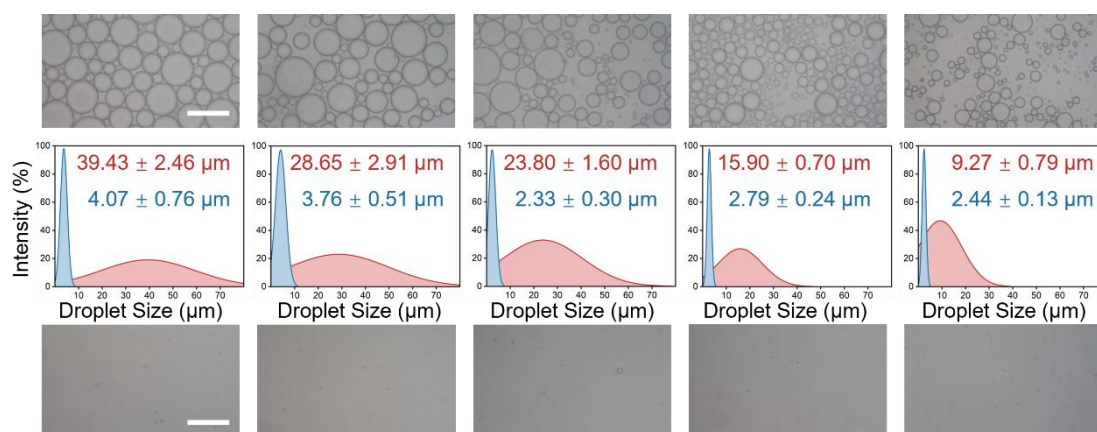 Intensity (%)
100
80
60
40
20
0
39.43 ± 2.46 µm
4.07 ± 0.76 µm
10 20 30 40 50 60 70
Droplet Size (µm)
100
80
60
40
20
0
28.65 ± 2.91 µm
3.76 ± 0.51 µm
10 20 30 40 50 60 70
Droplet Size (µm)
100
80
60
40
20
0
23.80 ± 1.60 µm
2.33 ± 0.30 µm
10 20 30 40 50 60 70
Droplet Size (µm)
100
80
60
40
20
0
15.90 ± 0.70 µm
2.79 ± 0.24 µm
10 20 30 40 50 60 70
Droplet Size (µm)
100
80
60
40
20
0
9.27 ± 0.79 µm
2.44 ± 0.13 µm
10 20 30 40 50 60 70
Droplet Size (µm)